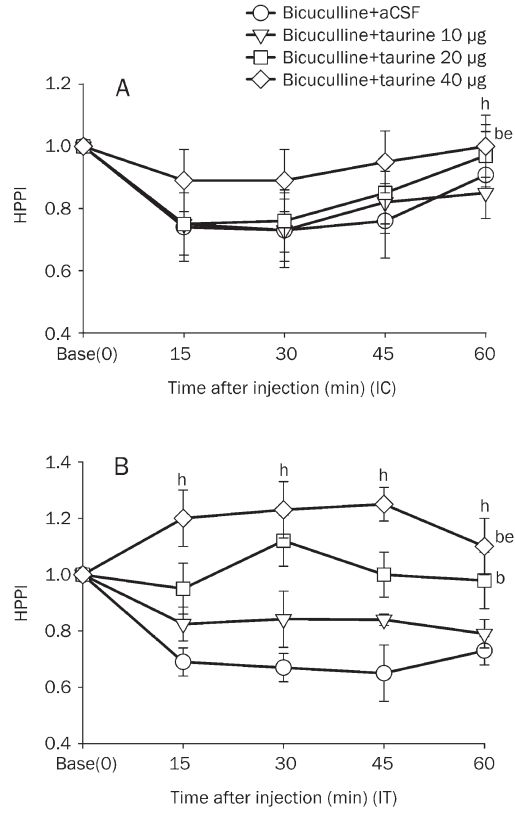 Bicuculline+aCSF
Bicuculline+taurine 10 µg
Bicuculline+taurine 20 µg
Bicuculline+taurine 40 µg
A
1.2
1.0
0.8
0.6
0.4
HPPI
h
be
Base(0) 15 30 45 60
Time after injection (min) (IC)
B
1.4
1.2
1.0
0.8
0.6
0.4
HPPI
h h h h
be
b
Base(0) 15 30 45 60
Time after injection (min) (IT)